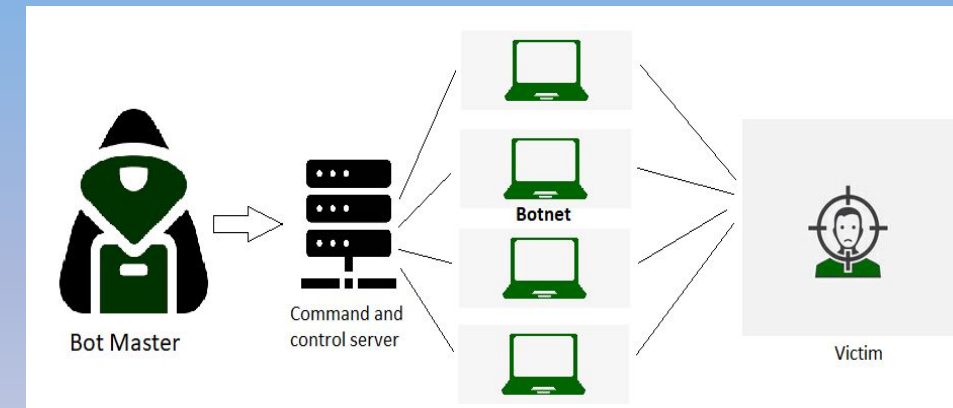 Bot Master
Command and
control server
Botnet
Victim